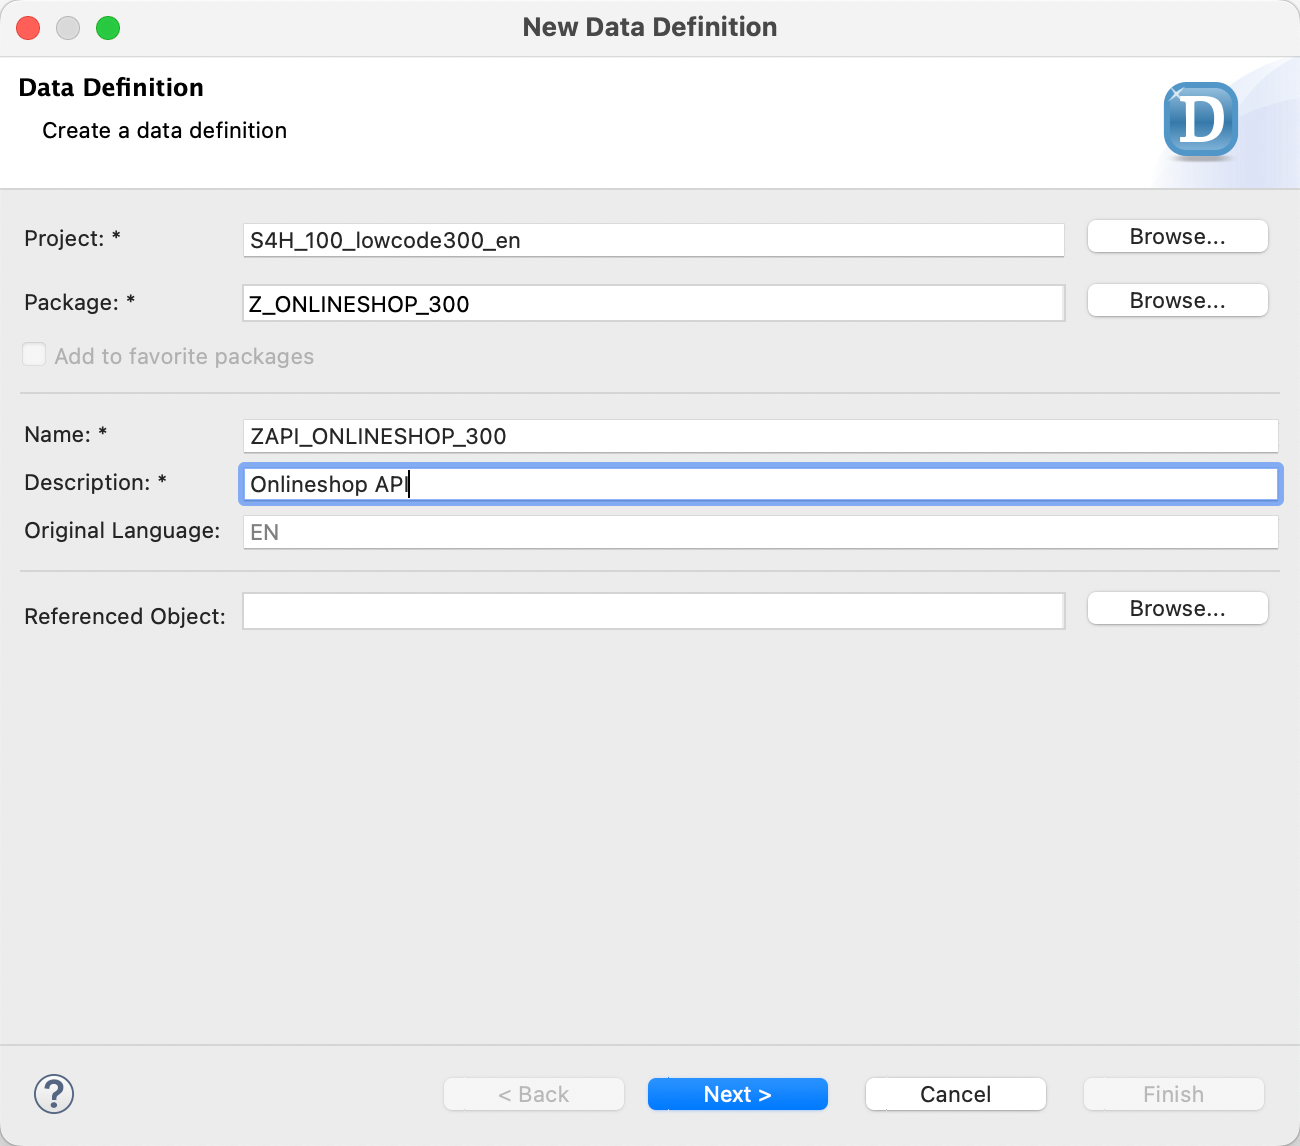 New Data Definition
Data Definition
Create a data definition
D
Project: * S4H_100_lowcode300_en Browse...
Package: * Z_ONLINESHOP_300 Browse...
Add to favorite packages
Name: * ZAPI_ONLINESHOP_300
Description: * Onlineshop API
Original Language: EN
Referenced Object: Browse...
? < Back Next > Cancel Finish